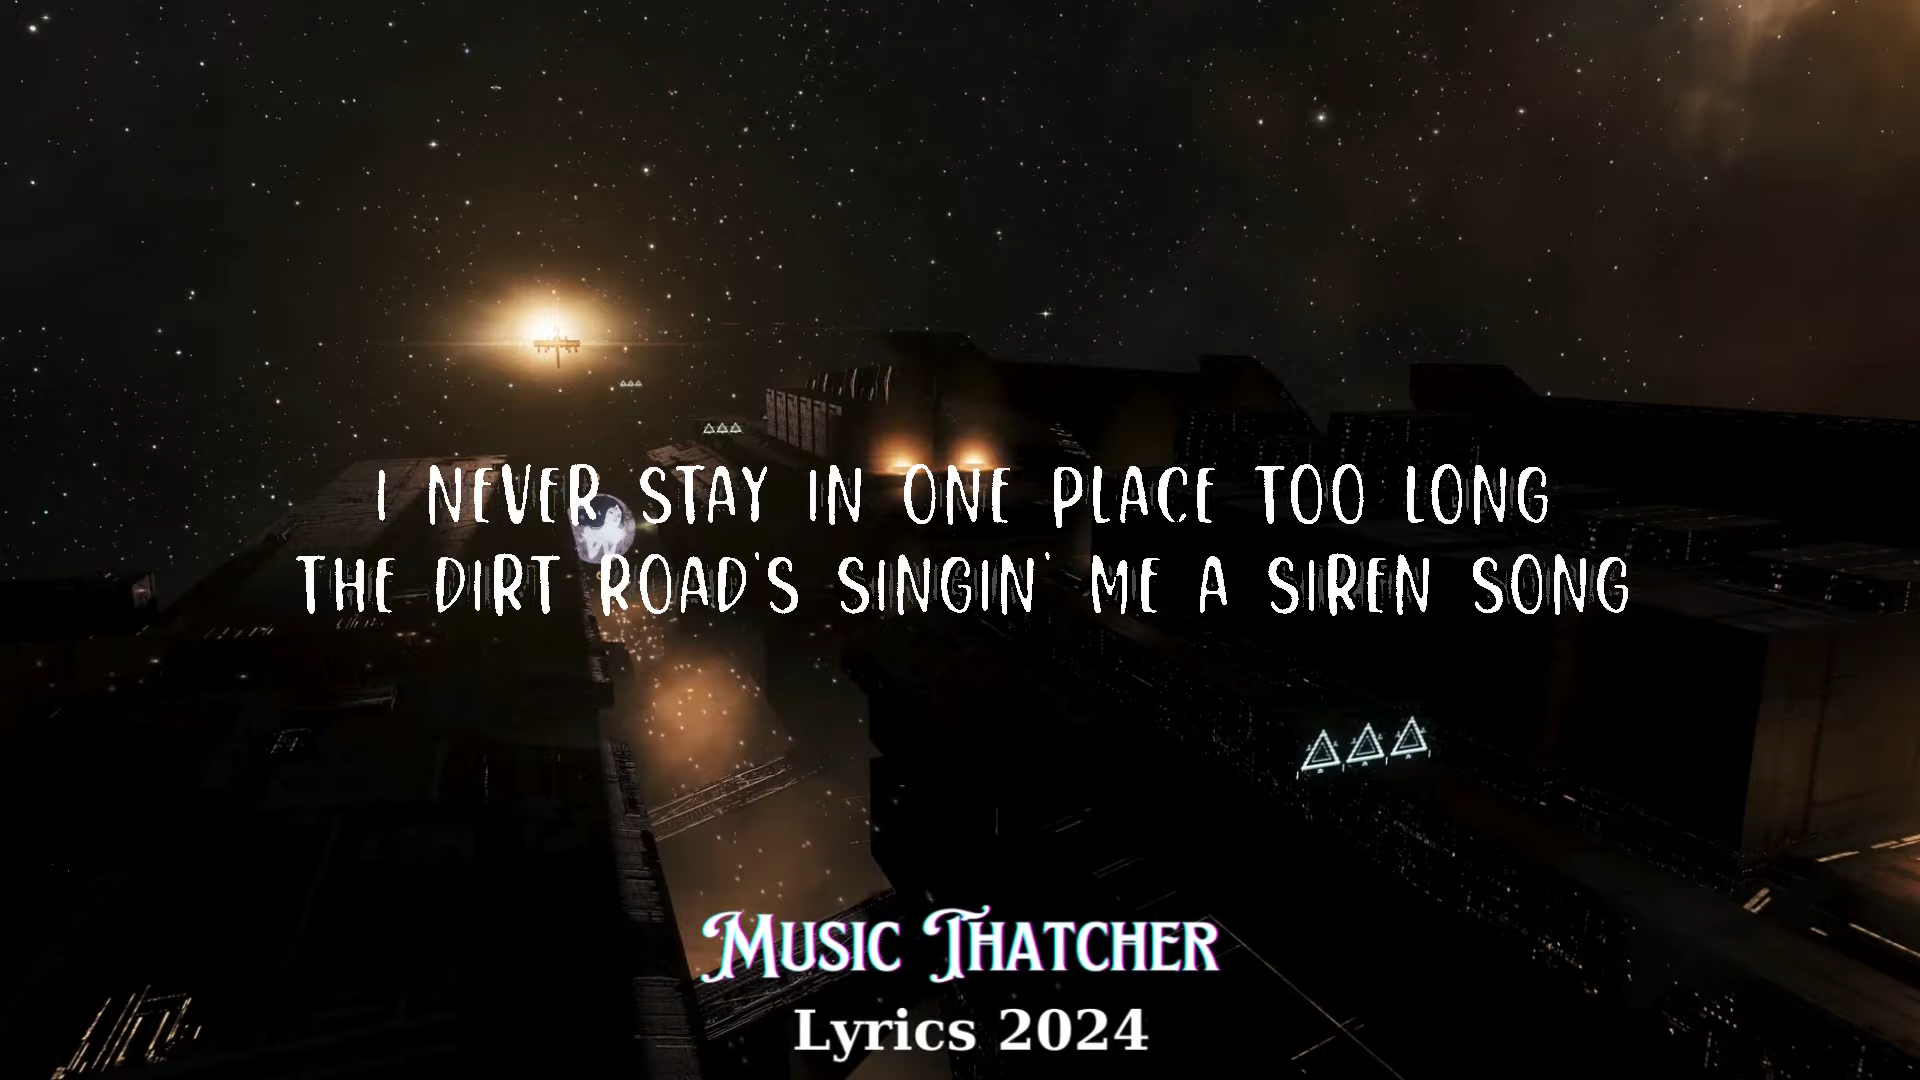 I NEVER STAY IN ONE PLACE TOO LONG
THE DIRT ROAD'S SINGIN' ME A SIREN SONG
MUSIC THATCHER
Lyrics 2024